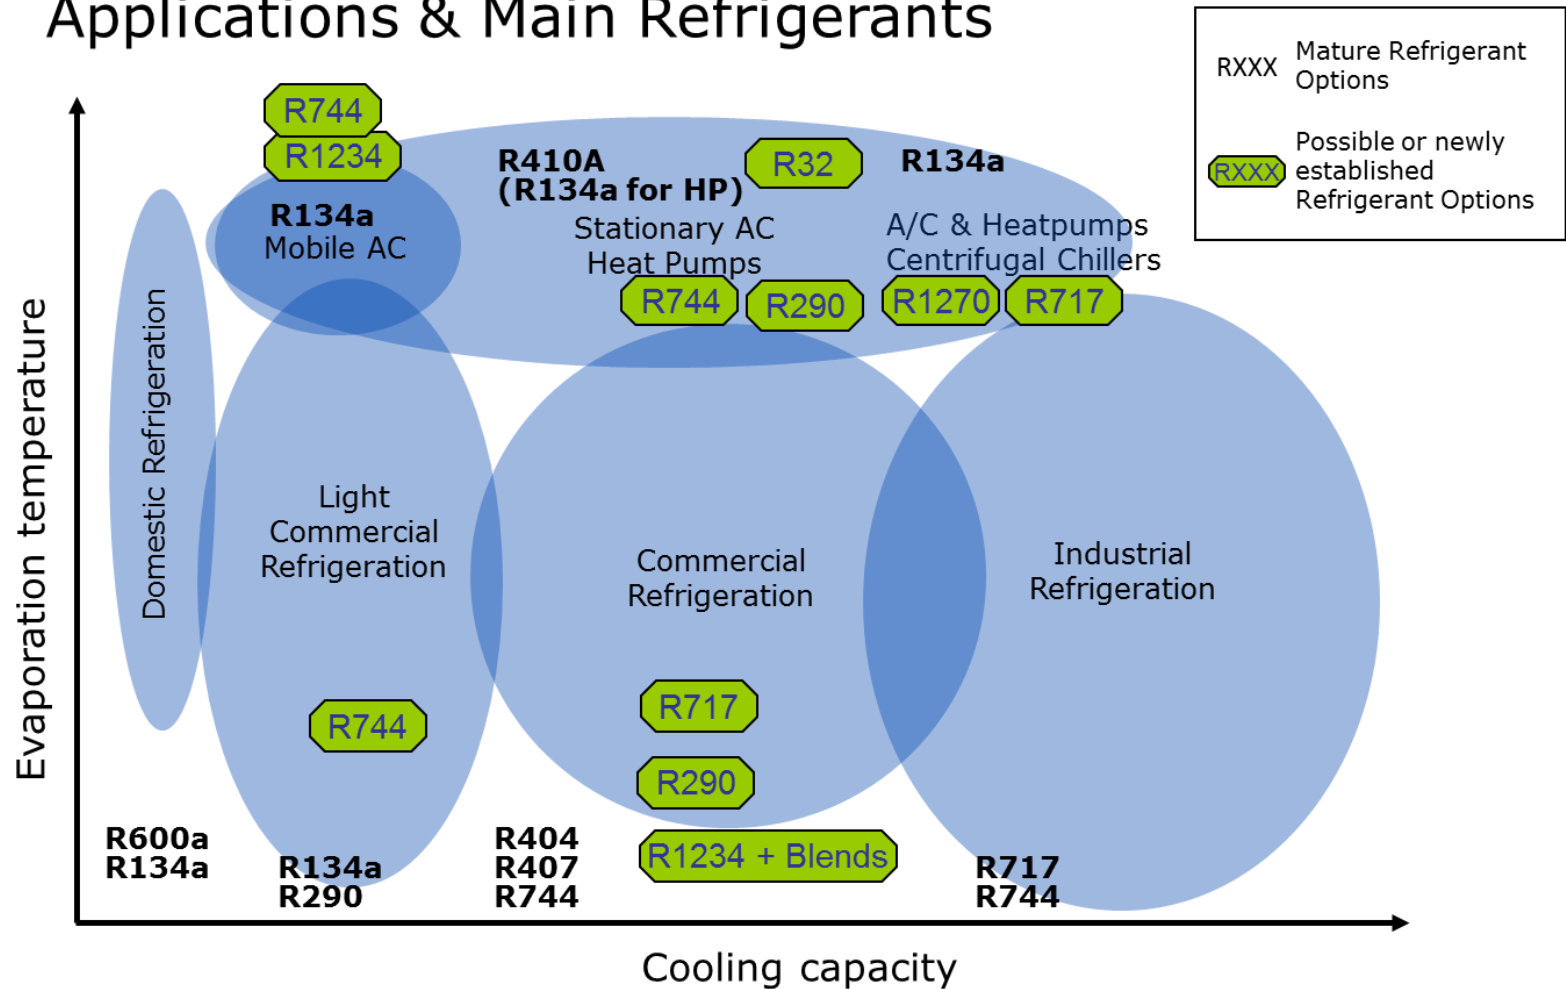 Applications & Main Refrigerants
RXXX
Mature Refrigerant
Options
RXXX
Possible or newly
established
Refrigerant Options
Evaporation temperature
R744
R1234
R134a
Mobile AC
R410A
(R134a for HP)
R32
R134a
Stationary AC
Heat Pumps
A/C & Heatpumps
Centrifugal Chillers
R744
R290
R1270
R717
Domestic Refrigeration
Light
Commercial
Refrigeration
Commercial
Refrigeration
Industrial
Refrigeration
R744
R717
R290
R1234 + Blends
R600a
R134a
R134a
R290
R404
R407
R744
R717
R744
Cooling capacity